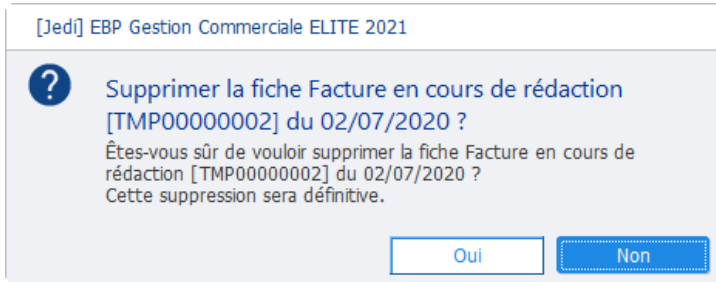 [Jedi] EBP Gestion Commerciale ELITE 2021
Supprimer la fiche Facture en cours de rédaction
[TMP00000002] du 02/07/2020 ?
Êtes-vous sûr de vouloir supprimer la fiche Facture en cours de
rédaction [TMP00000002] du 02/07/2020 ?
Cette suppression sera définitive.
Oui Non